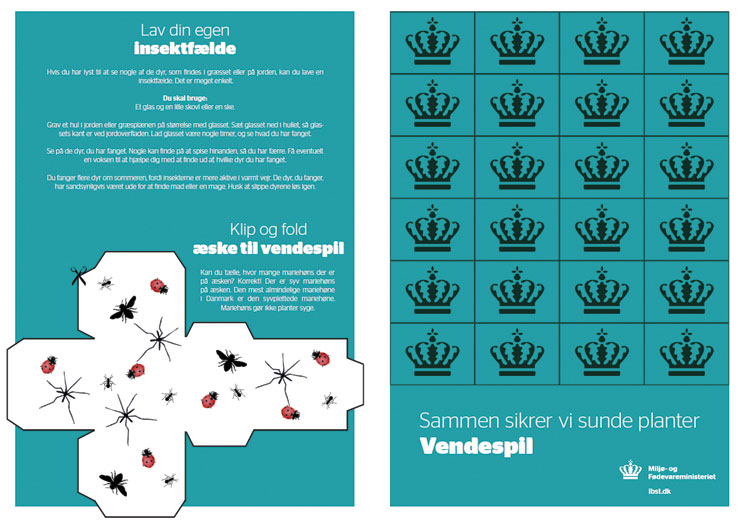 Lav din egen
insektfælde
Hvis du har lyst til at se nogle af de dyr, som findes i græsset eller på jorden, kan du lave en
insektfælde. Det er meget enkelt.
Du skal bruge:
Et glas og en lille skovl eller en ske.
Grav et hul i jorden eller græsplænen på størrelse med glasset. Sæt glasset ned i hullet, så glas-
sets kant er ved jordoverfladen. Lad glasset være nogle timer, og se hvad du har fanget.
Se på de dyr, du har fanget. Nogle kan finde på at spise hinanden, så du har færre. Få eventuelt
en voksen til at hjælpe dig med at finde ud af hvilke dyr du har fanget.
Du fanger flere dyr om sommeren, fordi insekterne er mere aktive i varmt vejr. De dyr, du fanger,
har sandsynligvis været ude for at finde mad eller en mage. Husk at slippe dyrene løs igen.
Klip og fold
æske til vendespil
Kan du tælle, hvor mange mariehøns der er
på æsken? Korrekt! Der er syv mariehøns
på æsken. Den mest almindelige mariehøne
i Danmark er den syvplettede mariehøne.
Mariehøns gør ikke planter syge.
Sammen sikrer vi sunde planter
Vendespil
Miljø- og
Fødevareministeriet
lbst.dk